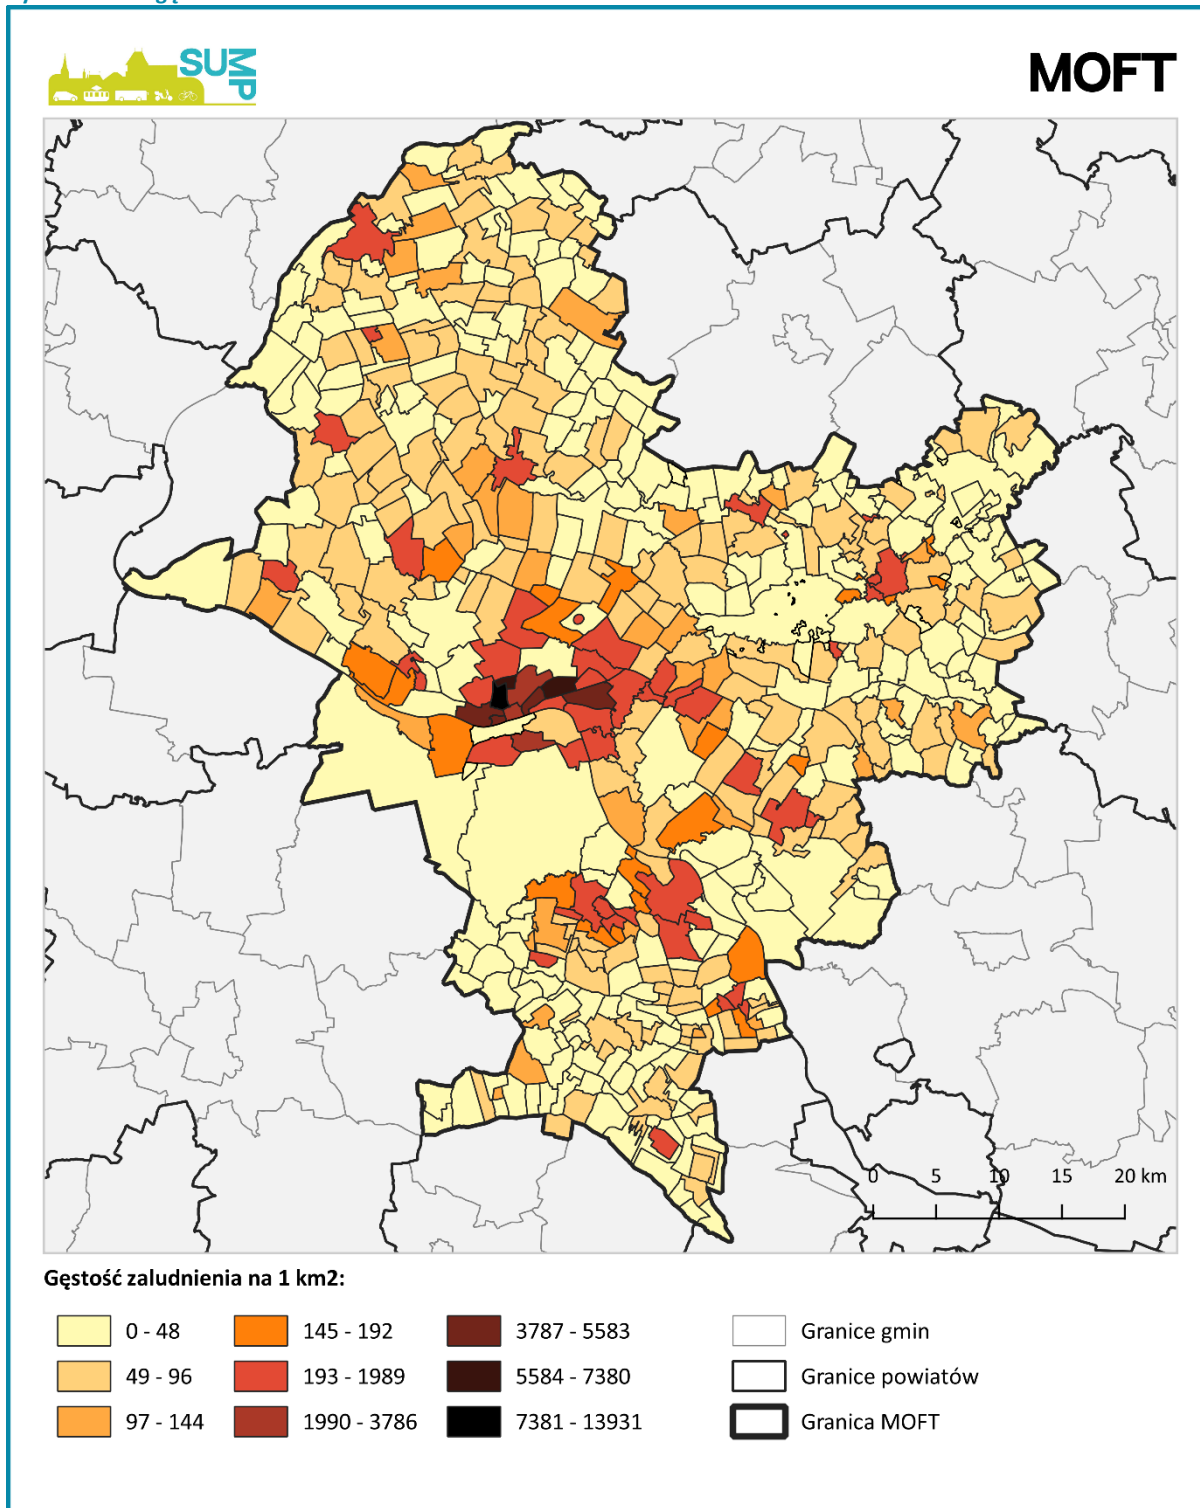 SUMP
MOFT
0 5 10 15 20 km
Gęstość zaludnienia na 1 km2:
0 - 48
49 - 96
97 - 144
145 - 192
193 - 1989
1990 - 3786
3787 - 5583
5584 - 7380
7381 - 13931
Granice gmin
Granice powiatów
Granica MOFT